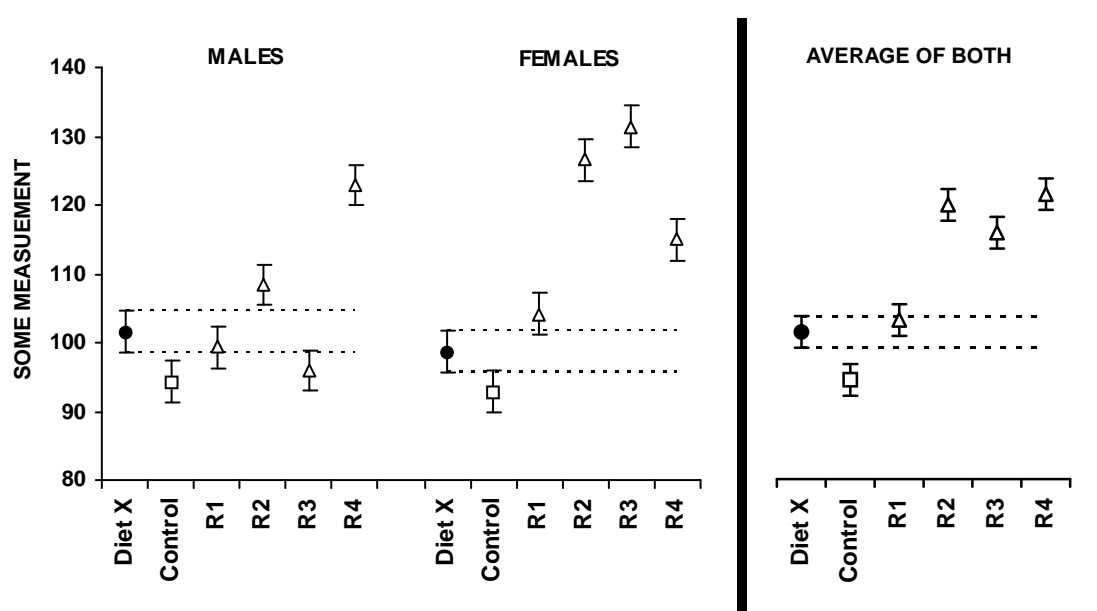 MALES
FEMALES
AVERAGE OF BOTH
SOME MEASUEMENT
140
130
120
110
100
90
80
Diet X
Control
R1
R2
R3
R4
Diet X
Control
R1
R2
R3
R4
Diet X
Control
R1
R2
R3
R4